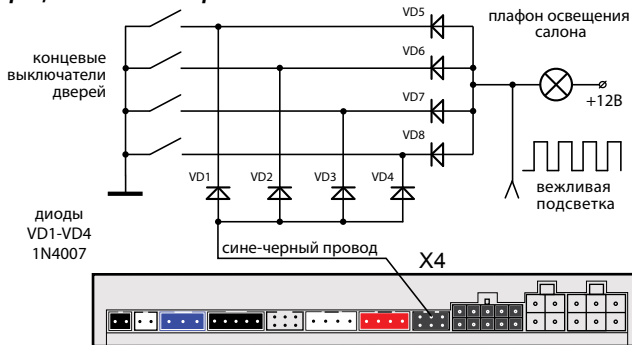 VD5
плафон освещения
салона
концевые
выключатели
дверей
VD6
+12В
VD7
VD8
VD1
VD2
VD3
VD4
вежливая
подсветка
диоды
VD1-VD4
1N4007
сине-черный провод
X4